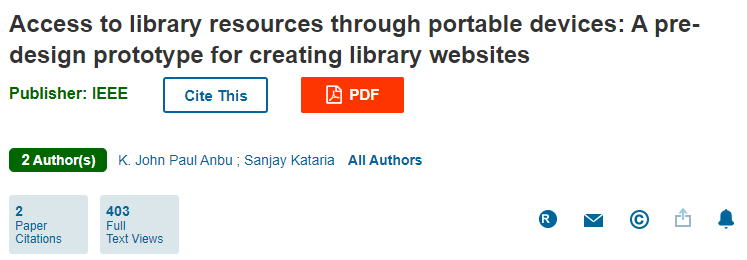 Access to library resources through portable devices: A pre-
design prototype for creating library websites
Publisher: IEEE
Cite This
PDF
2 Author(s)
K. John Paul Anbu ; Sanjay Kataria
All Authors
2
Paper
Citations
403
Full
Text Views
R
©